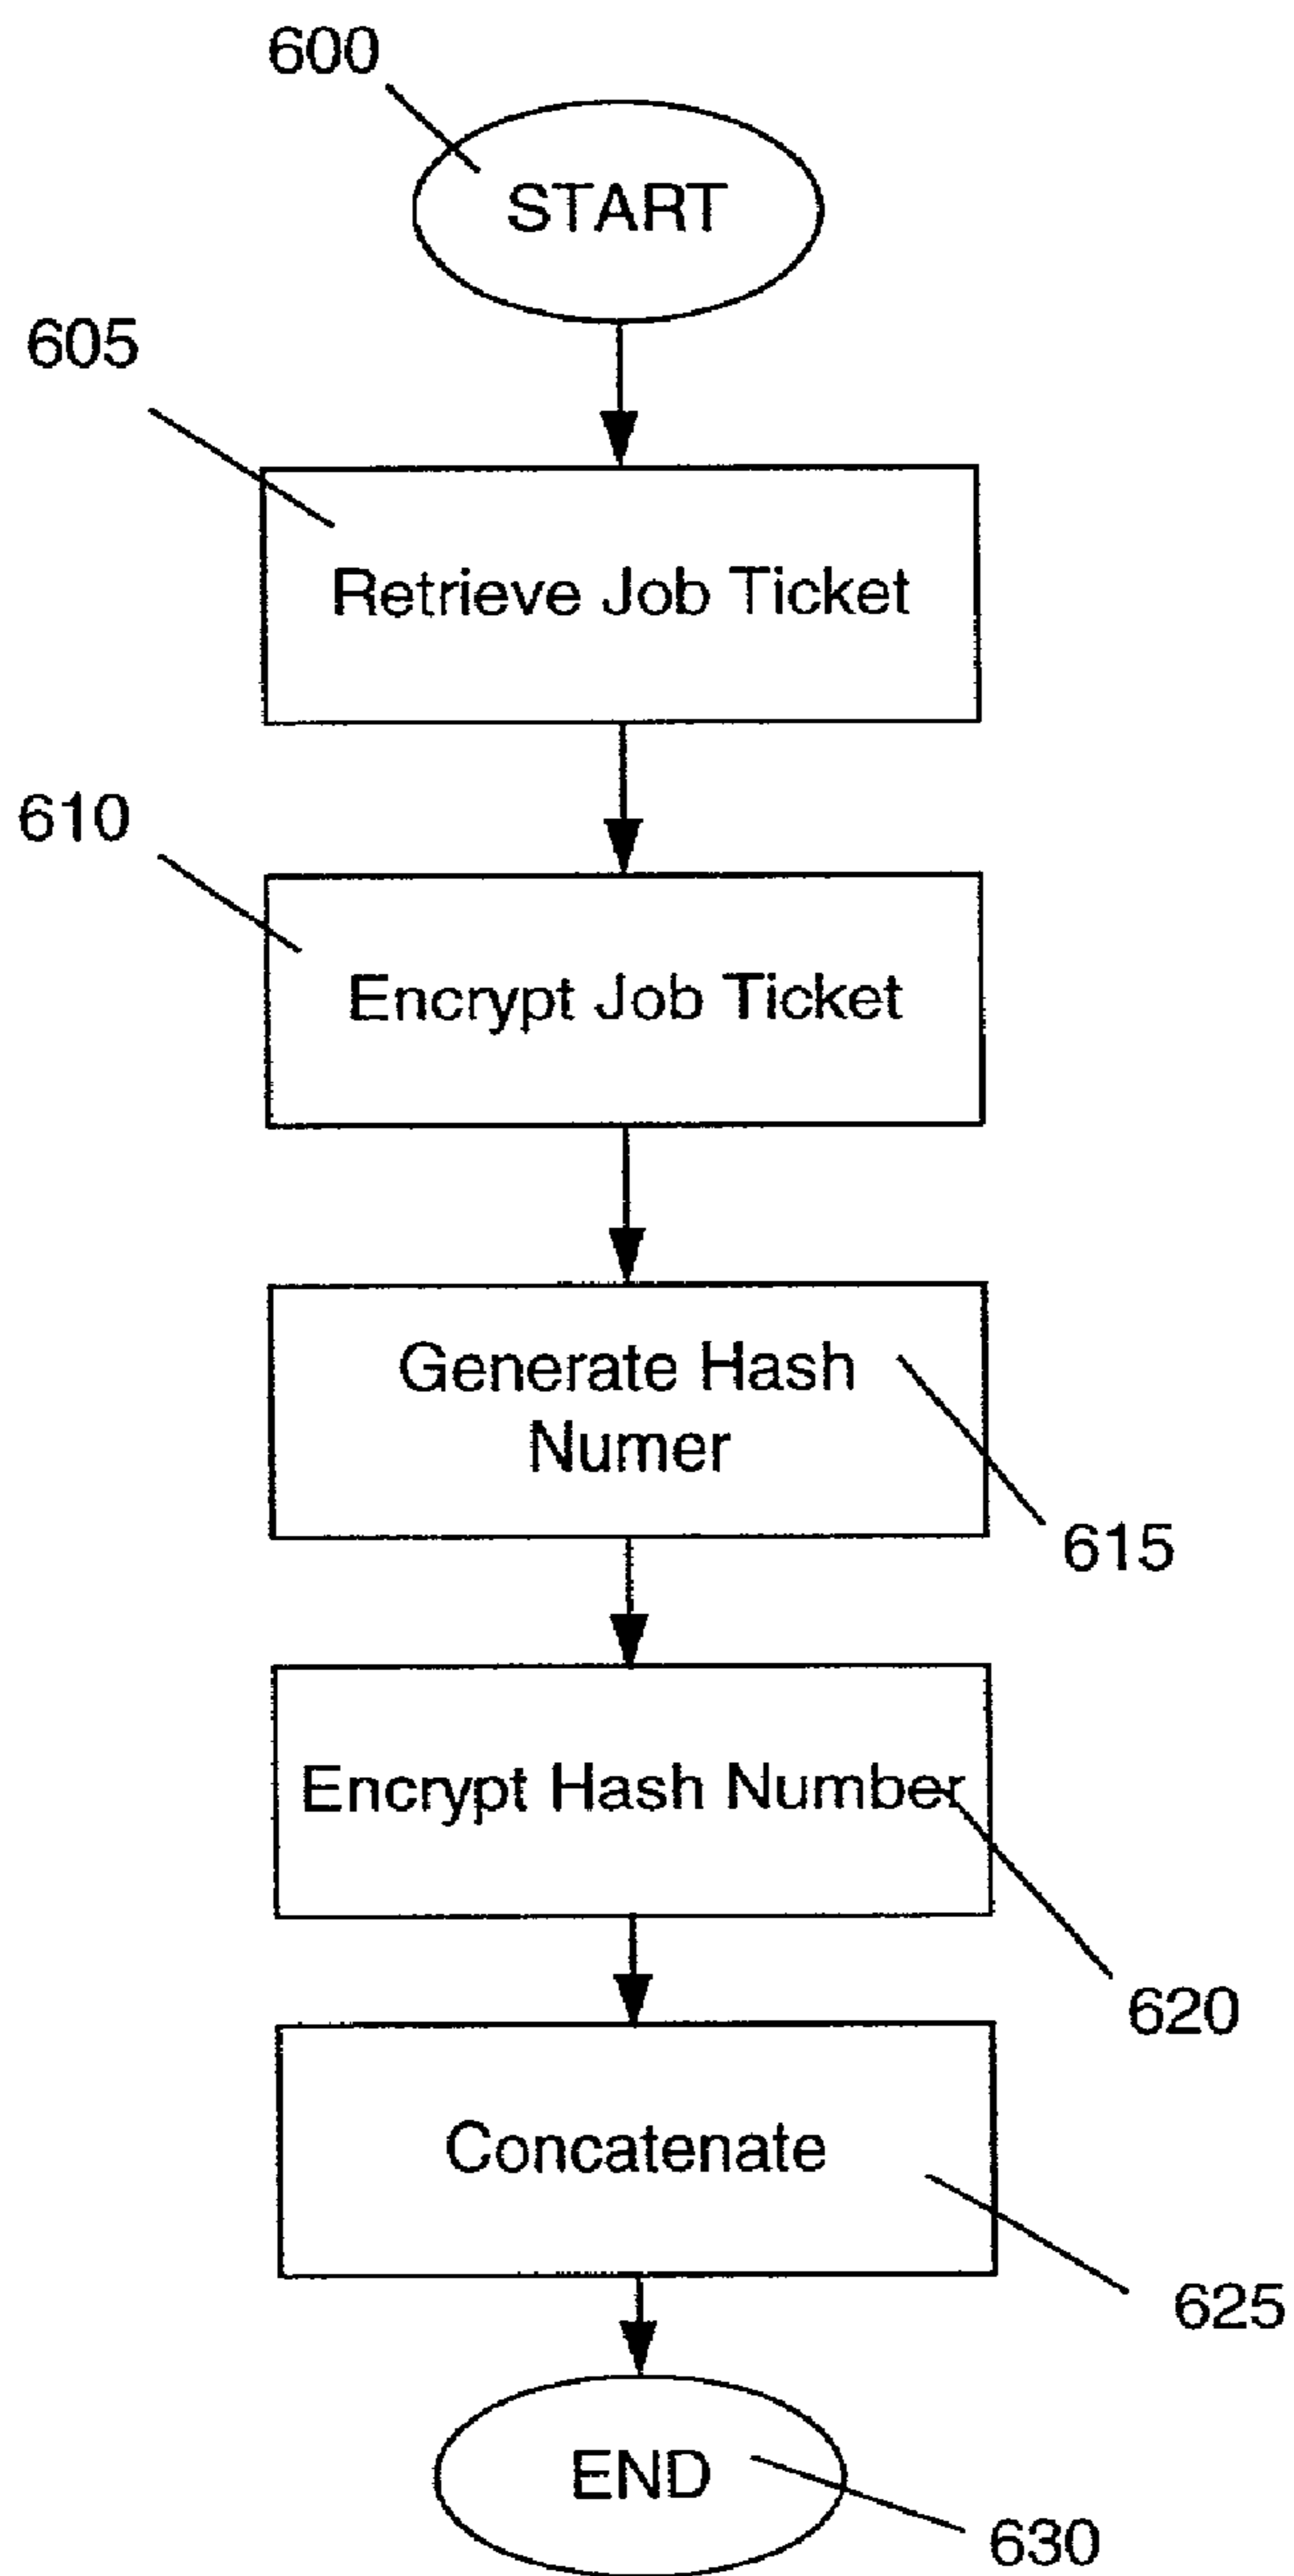 600
START
605
Retrieve Job Ticket
610
Encrypt Job Ticket
Generate Hash
Numer
615
Encrypt Hash Number
620
Concatenate
625
END
630